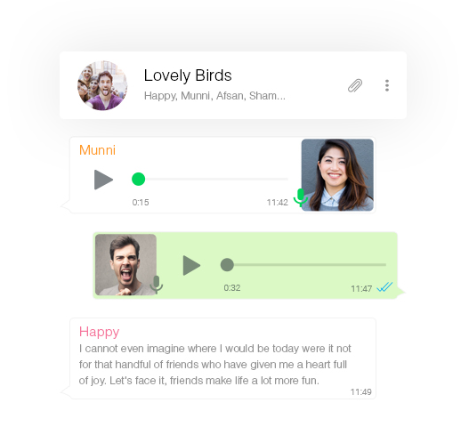 Lovely Birds
Happy, Munni, Afsan, Sham...
Munni
0:15 11:42
0:32 11:47
Happy
I cannot even imagine where I would be today were it not
for that handful of friends who have given me a heart full
of joy. Let's face it, friends make life a lot more fun.
11:49